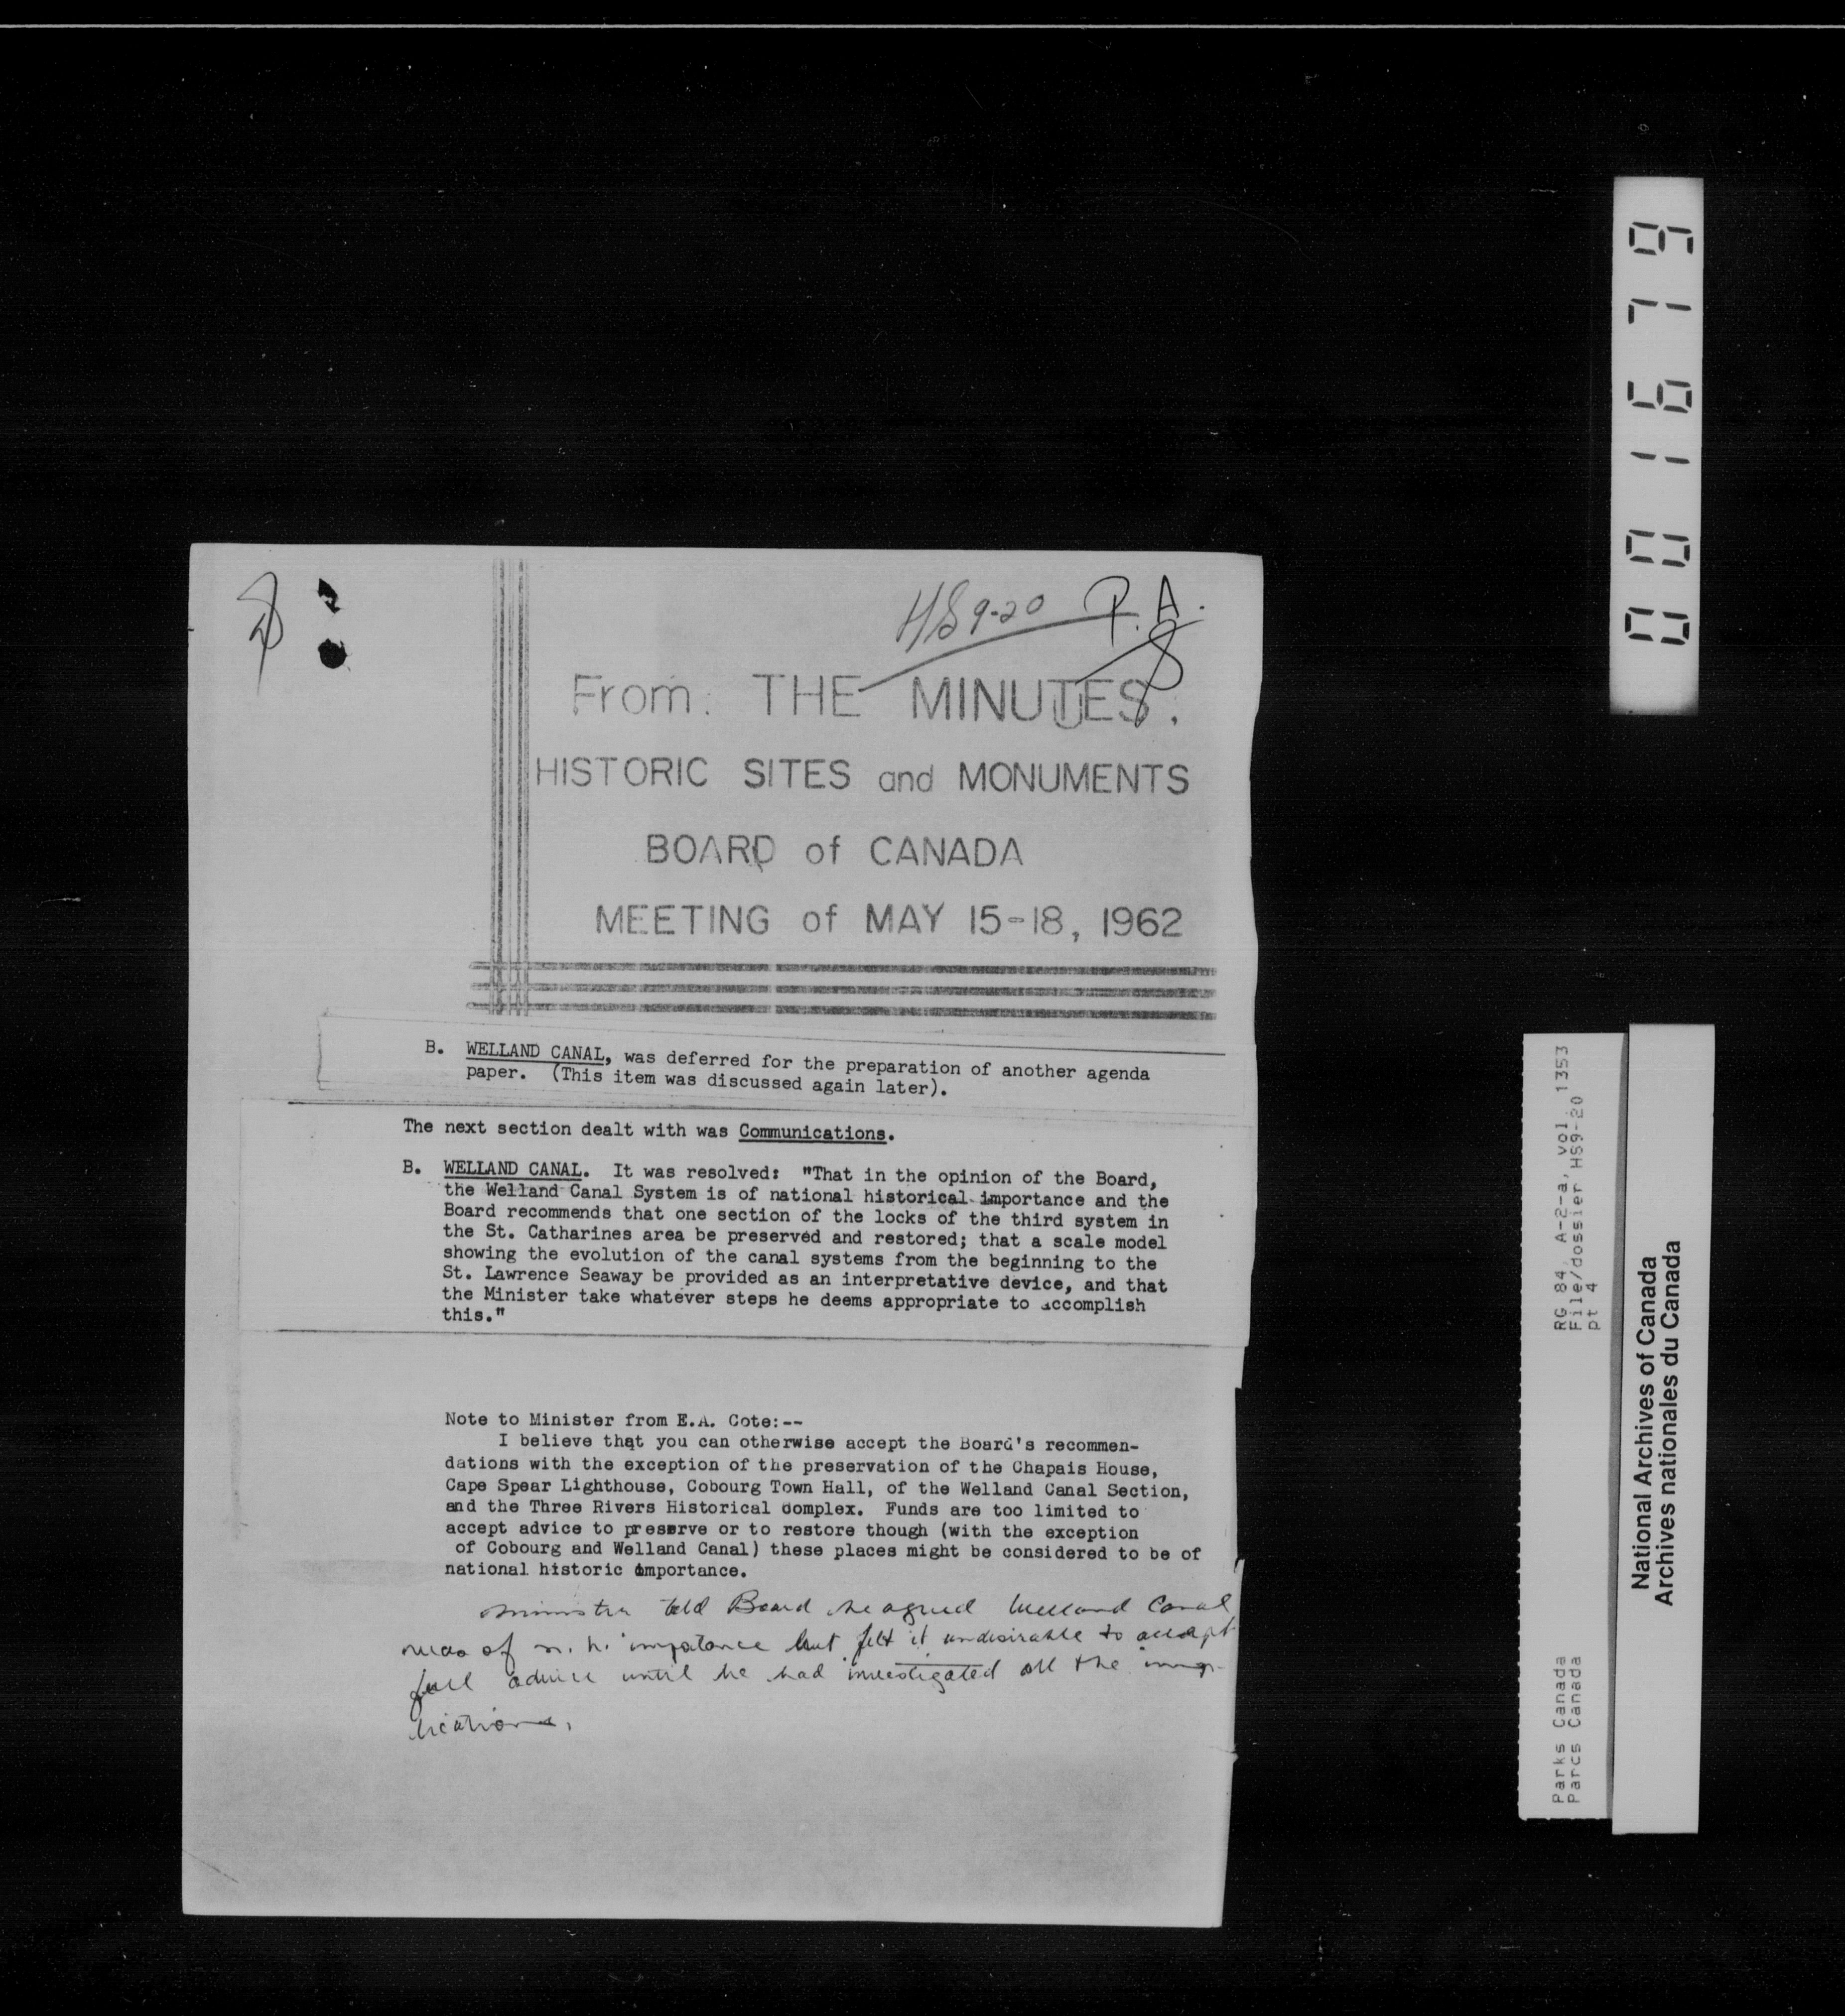 HS9-20 P.A.
From: THE MINUTES:
HISTORIC SITES and MONUMENTS
BOARD of CANADA
MEETING of MAY 15-18, 1962
B. WELLAND CANAL, was deferred for the preparation of another agenda
paper. (This item was discussed again later).
The next section dealt with was Communications.
B. WELLAND CANAL. It was resolved: "That in the opinion of the Board,
the Welland Canal System is of national historical importance and the
Board recommends that one section of the locks of the third system in
the St. Catharines area be preserved and restored; that a scale model
showing the evolution of the canal systems from the beginning to the
St. Lawrence Seaway be provided as an interpretative device, and that
the Minister take whatever steps he deems appropriate to accomplish
this."
Note to Minister from E.A. Cote:--
I believe that you can otherwise accept the Board's recommen-
dations with the exception of the preservation of the Chapais House,
Cape Spear Lighthouse, Cobourg Town Hall, of the Welland Canal Section,
and the Three Rivers Historical Complex. Funds are too limited to
accept advice to preserve or to restore though (with the exception
of Cobourg and Welland Canal) these places might be considered to be of
national historic importance.
Minister told Board he agreed Welland Canal
was of n. h. importance but felt it undesirable to accept
full advice until he had investigated all the imp-
lications.
001679
RG 84, A-2-a, vol. 1353
File/dossier HS9-20
pt 4
Parks Canada
Parcs Canada
National Archives of Canada
Archives nationales du Canada